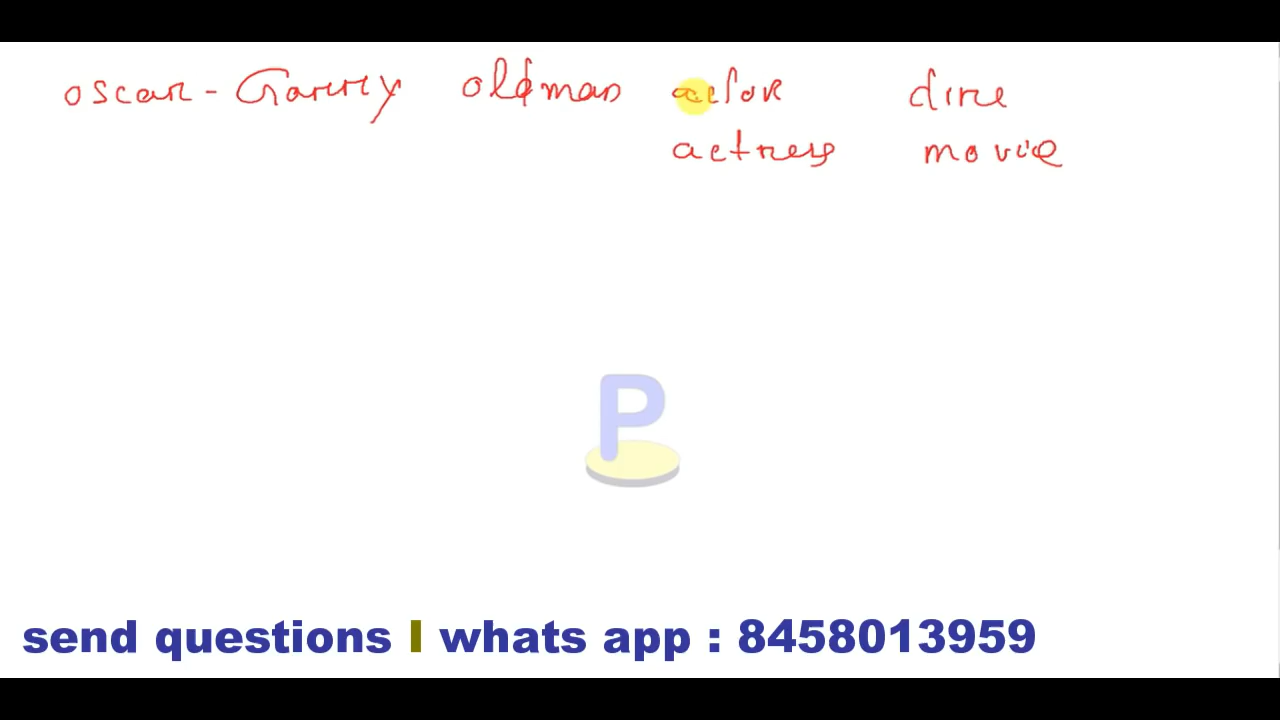 oscar - Garry oldman actor dire
actress movie
P
send questions I whats app : 8458013959